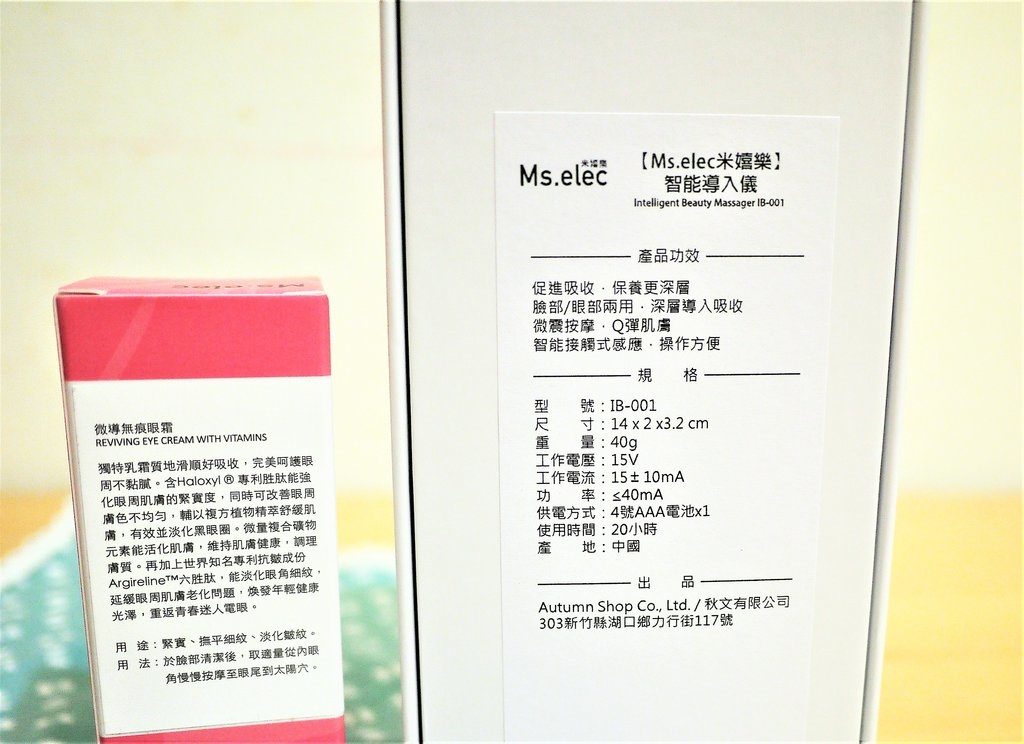 Ms.elec
微導無痕眼霜
REVIVING EYE CREAM WITH VITAMINS
獨特乳霜質地滑順好吸收，完美呵護眼
周不黏膩。含Haloxyl ® 專利胜肽能強
化眼周肌膚的緊實度，同時可改善眼周
膚色不均勻，輔以複方植物精萃舒緩肌
膚，有效並淡化黑眼圈。微量複合礦物
元素能活化肌膚，維持肌膚健康，調理
膚質。再加上世界知名專利抗皺成份
Argireline™六胜肽，能淡化眼角細紋，
延緩眼周肌膚老化問題，煥發年輕健康
光澤，重返青春迷人電眼。
用 途：緊實、撫平細紋、淡化皺紋。
用 法：於臉部清潔後，取適量從內眼
角慢慢按摩至眼尾到太陽穴。
米嬉樂
Ms.elec
【Ms.elec米嬉樂】
智能導入儀
Intelligent Beauty Massager IB-001
產品功效
促進吸收．保養更深層
臉部/眼部兩用．深層導入吸收
微震按摩．Q彈肌膚
智能接觸式感應．操作方便
規 格
型 號：IB-001
尺 寸：14 x 2 x3.2 cm
重 量：40g
工作電壓：15V
工作電流：15± 10mA
功 率：≤40mA
供電方式：4號AAA電池x1
使用時間：20小時
產 地：中國
出 品
Autumn Shop Co., Ltd. / 秋文有限公司
303新竹縣湖口鄉力行街117號